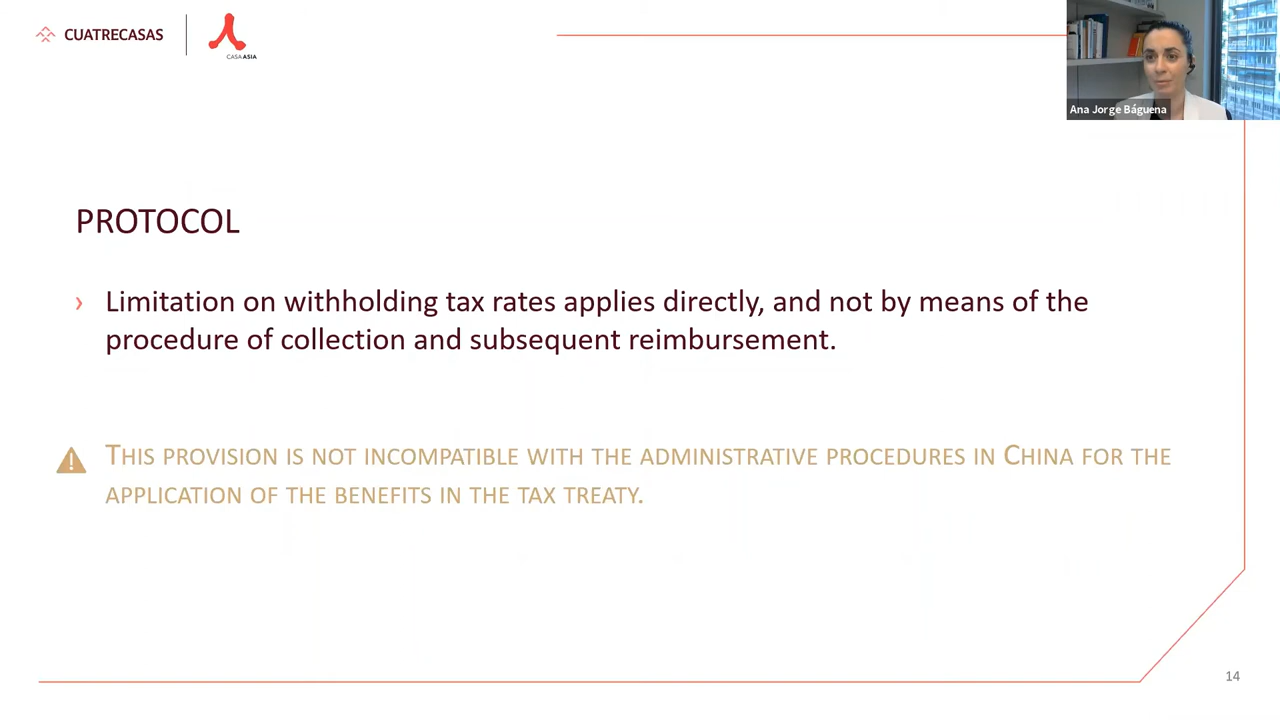 CUATRECASAS
CASA ASIA
Ana Jorge Báguena
PROTOCOL
› Limitation on withholding tax rates applies directly, and not by means of the
procedure of collection and subsequent reimbursement.
THIS PROVISION IS NOT INCOMPATIBLE WITH THE ADMINISTRATIVE PROCEDURES IN CHINA FOR THE
APPLICATION OF THE BENEFITS IN THE TAX TREATY.
14